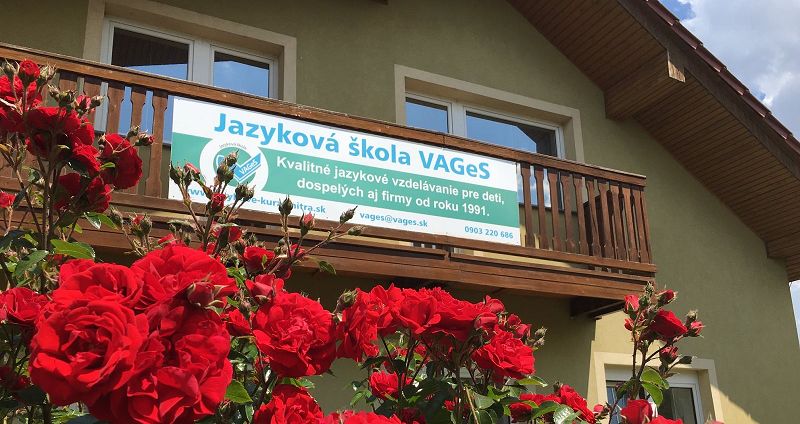 Jazyková škola VAGeS
VAGeS
Kvalitné jazykové vzdelávanie pre deti,
dospelých aj firmy od roku 1991.
vages@vages.sk
0903 220 686